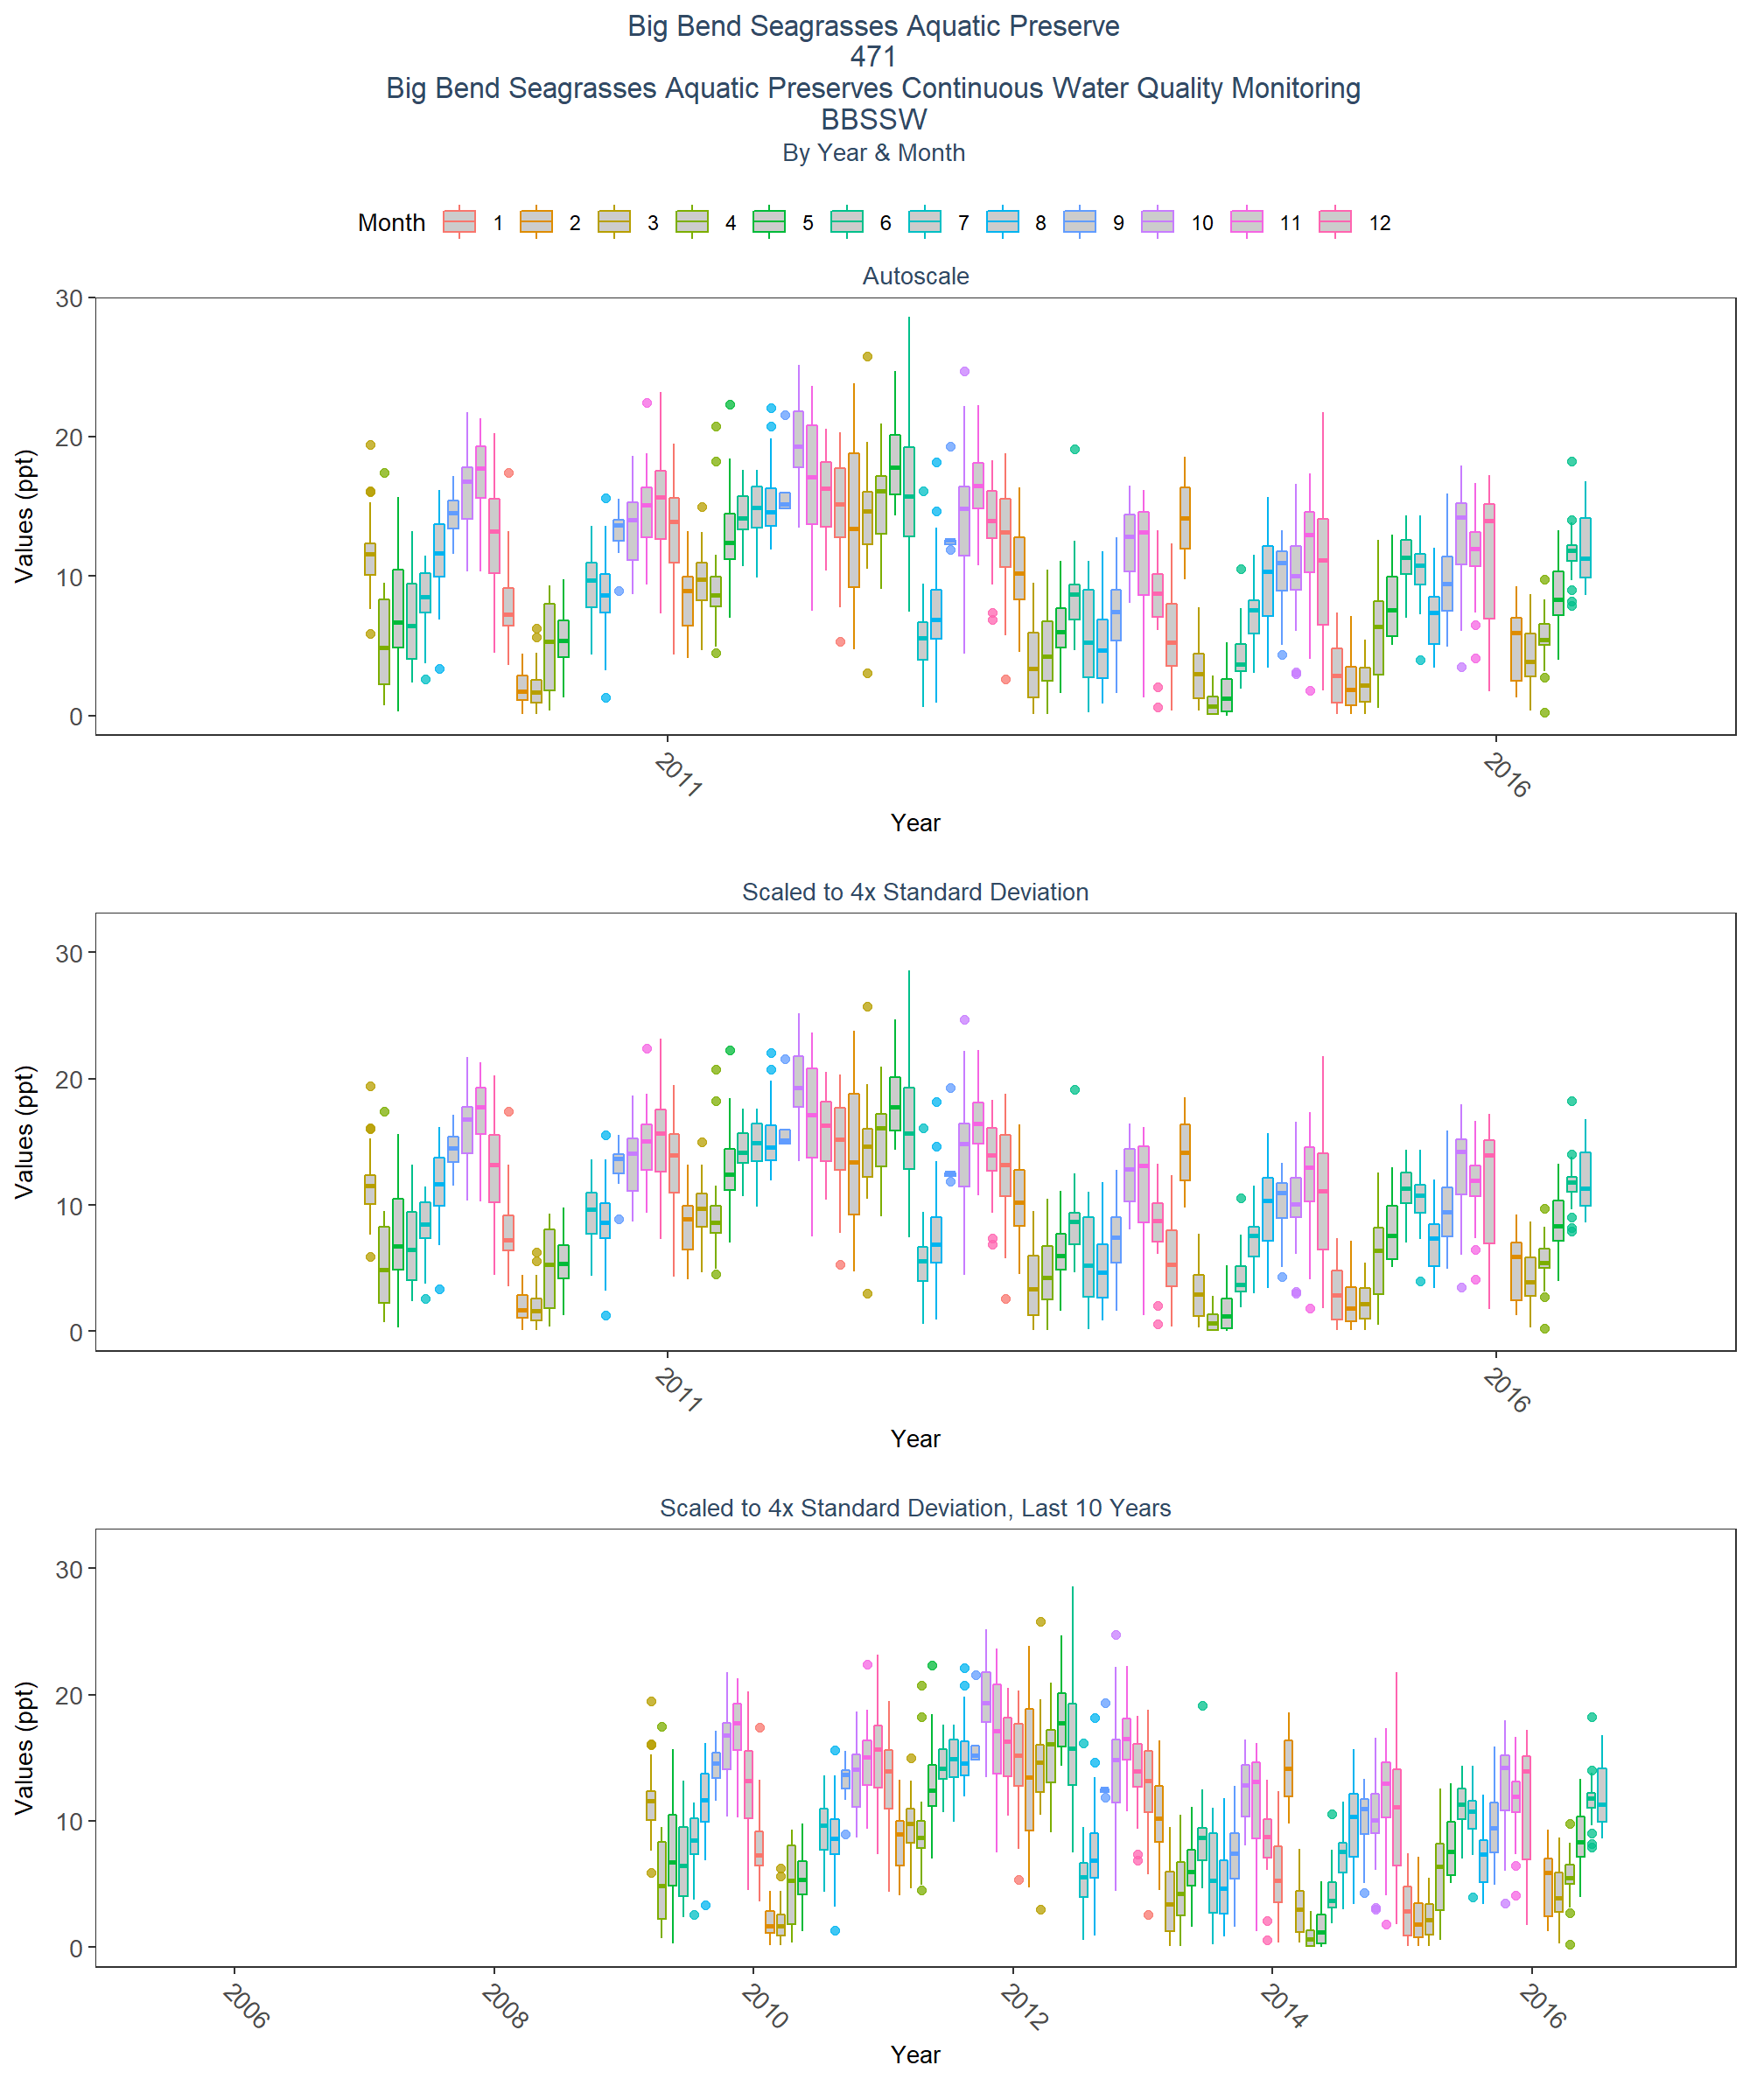 Big Bend Seagrasses Aquatic Preserve
471
Big Bend Seagrasses Aquatic Preserves Continuous Water Quality Monitoring
BBSSW
By Year & Month
Month 1 2 3 4 5 6 7 8 9 10 11 12
Autoscale
30
20
10
0
Values (ppt)
2011 2016
Year
Scaled to 4x Standard Deviation
30
20
10
0
Values (ppt)
2011 2016
Year
Scaled to 4x Standard Deviation, Last 10 Years
30
20
10
0
Values (ppt)
2006 2008 2010 2012 2014 2016
Year